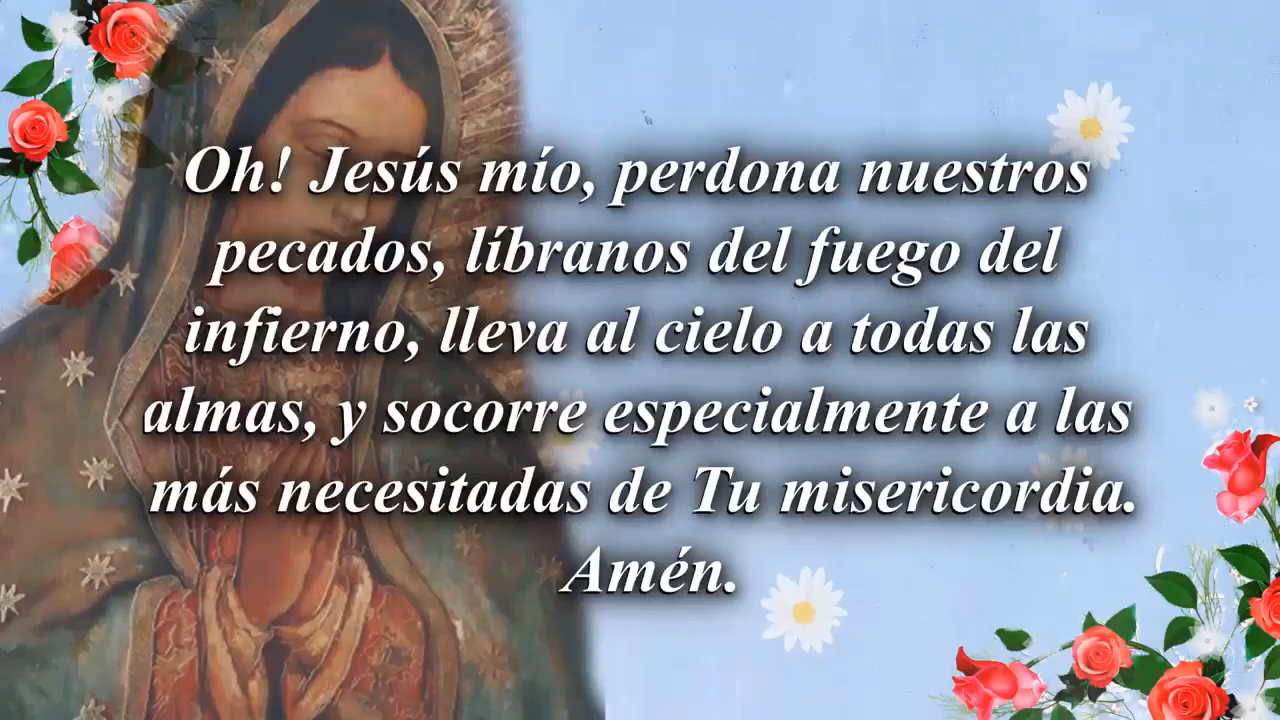 Oh! Jesús mío, perdona nuestros
pecados, líbranos del fuego del
infierno, lleva al cielo a todas las
almas, y socorre especialmente a las
más necesitadas de Tu misericordia.
Amén.